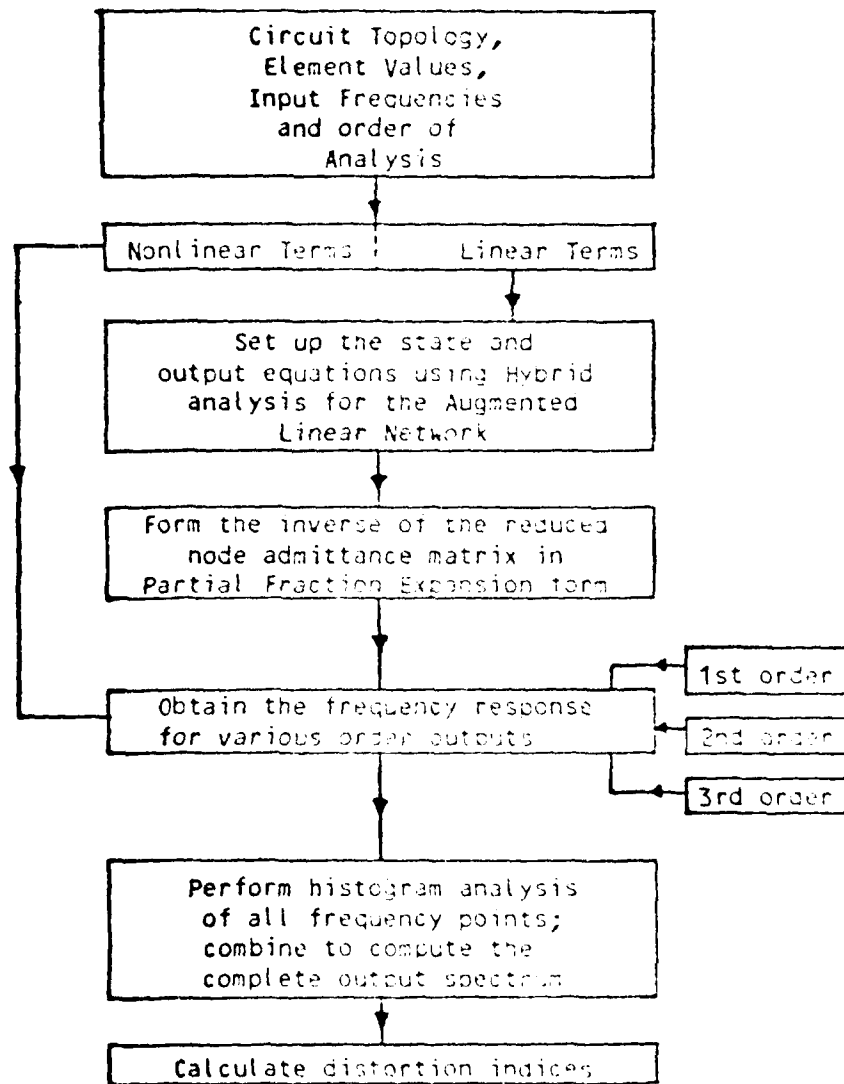 Circuit Topology,
Element Values,
Input Frequencies
and order of
Analysis
Nonlinear Terms Linear Terms
Set up the state and
output equations using Hybrid
analysis for the Augmented
Linear Network
Form the inverse of the reduced
node admittance matrix in
Partial Fraction Expansion form
1st order
Obtain the frequency response
for various order outputs
2nd order
3rd order
Perform histogram analysis
of all frequency points;
combine to compute the
complete output spectrum
Calculate distortion indices